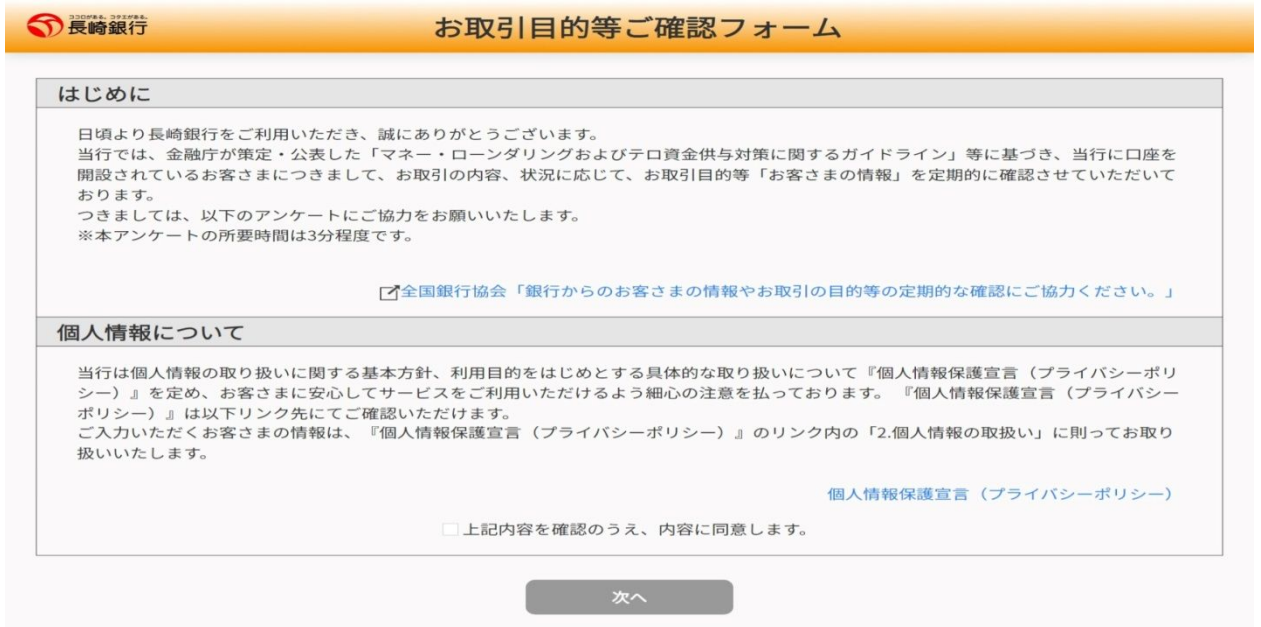 ココロがある。コタエがある。
長崎銀行
お取引目的等ご確認フォーム
はじめに
日頃より長崎銀行をご利用いただき、誠にありがとうございます。
当行では、金融庁が策定・公表した「マネー・ローンダリングおよびテロ資金供与対策に関するガイドライン」等に基づき、当行に口座を
開設されているお客さまにつきまして、お取引の内容、状況に応じて、お取引目的等「お客さまの情報」を定期的に確認させていただいて
おります。
つきましては、以下のアンケートにご協力をお願いいたします。
※本アンケートの所要時間は3分程度です。
全国銀行協会「銀行からのお客さまの情報やお取引の目的等の定期的な確認にご協力ください。」
個人情報について
当行は個人情報の取り扱いに関する基本方針、利用目的をはじめとする具体的な取り扱いについて『個人情報保護宣言（プライバシーポリ
シー）』を定め、お客さまに安心してサービスをご利用いただけるよう細心の注意を払っております。『個人情報保護宣言（プライバシー
ポリシー）』は以下リンク先にてご確認いただけます。
ご入力いただくお客さまの情報は、『個人情報保護宣言（プライバシーポリシー）』のリンク内の「2.個人情報の取扱い」に則ってお取り
扱いいたします。
個人情報保護宣言（プライバシーポリシー）
上記内容を確認のうえ、内容に同意します。
次へ